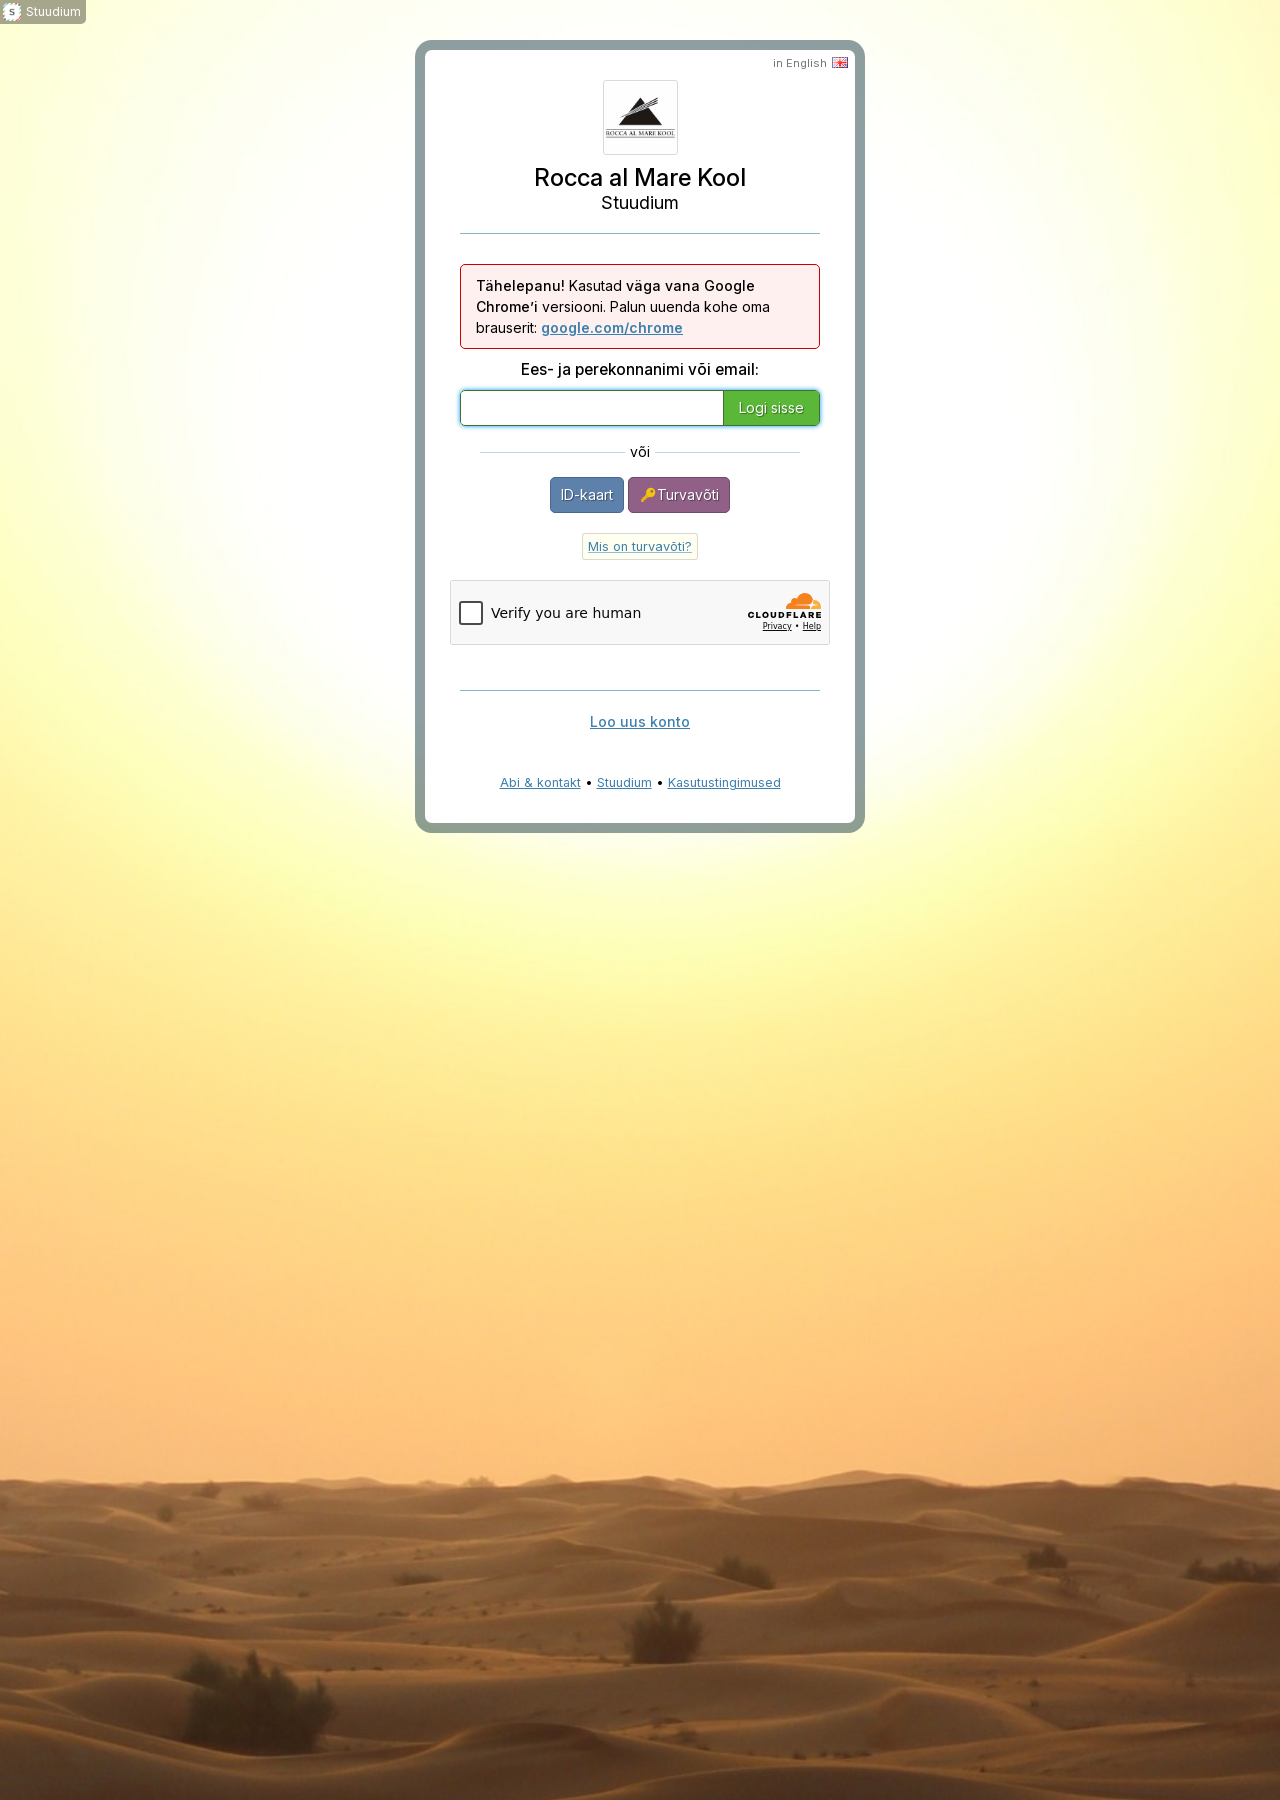 S Stuudium
in English
ROCCA AL MARE KOOL
Rocca al Mare Kool
Stuudium
Tähelepanu! Kasutad väga vana Google
Chrome’i versiooni. Palun uuenda kohe oma
brauserit: google.com/chrome
Ees- ja perekonnanimi või email:
Logi sisse
või
ID-kaart
🔑Turvavõti
Mis on turvavõti?
Verify you are human
CLOUDFLARE
Privacy • Help
Loo uus konto
Abi & kontakt • Stuudium • Kasutustingimused